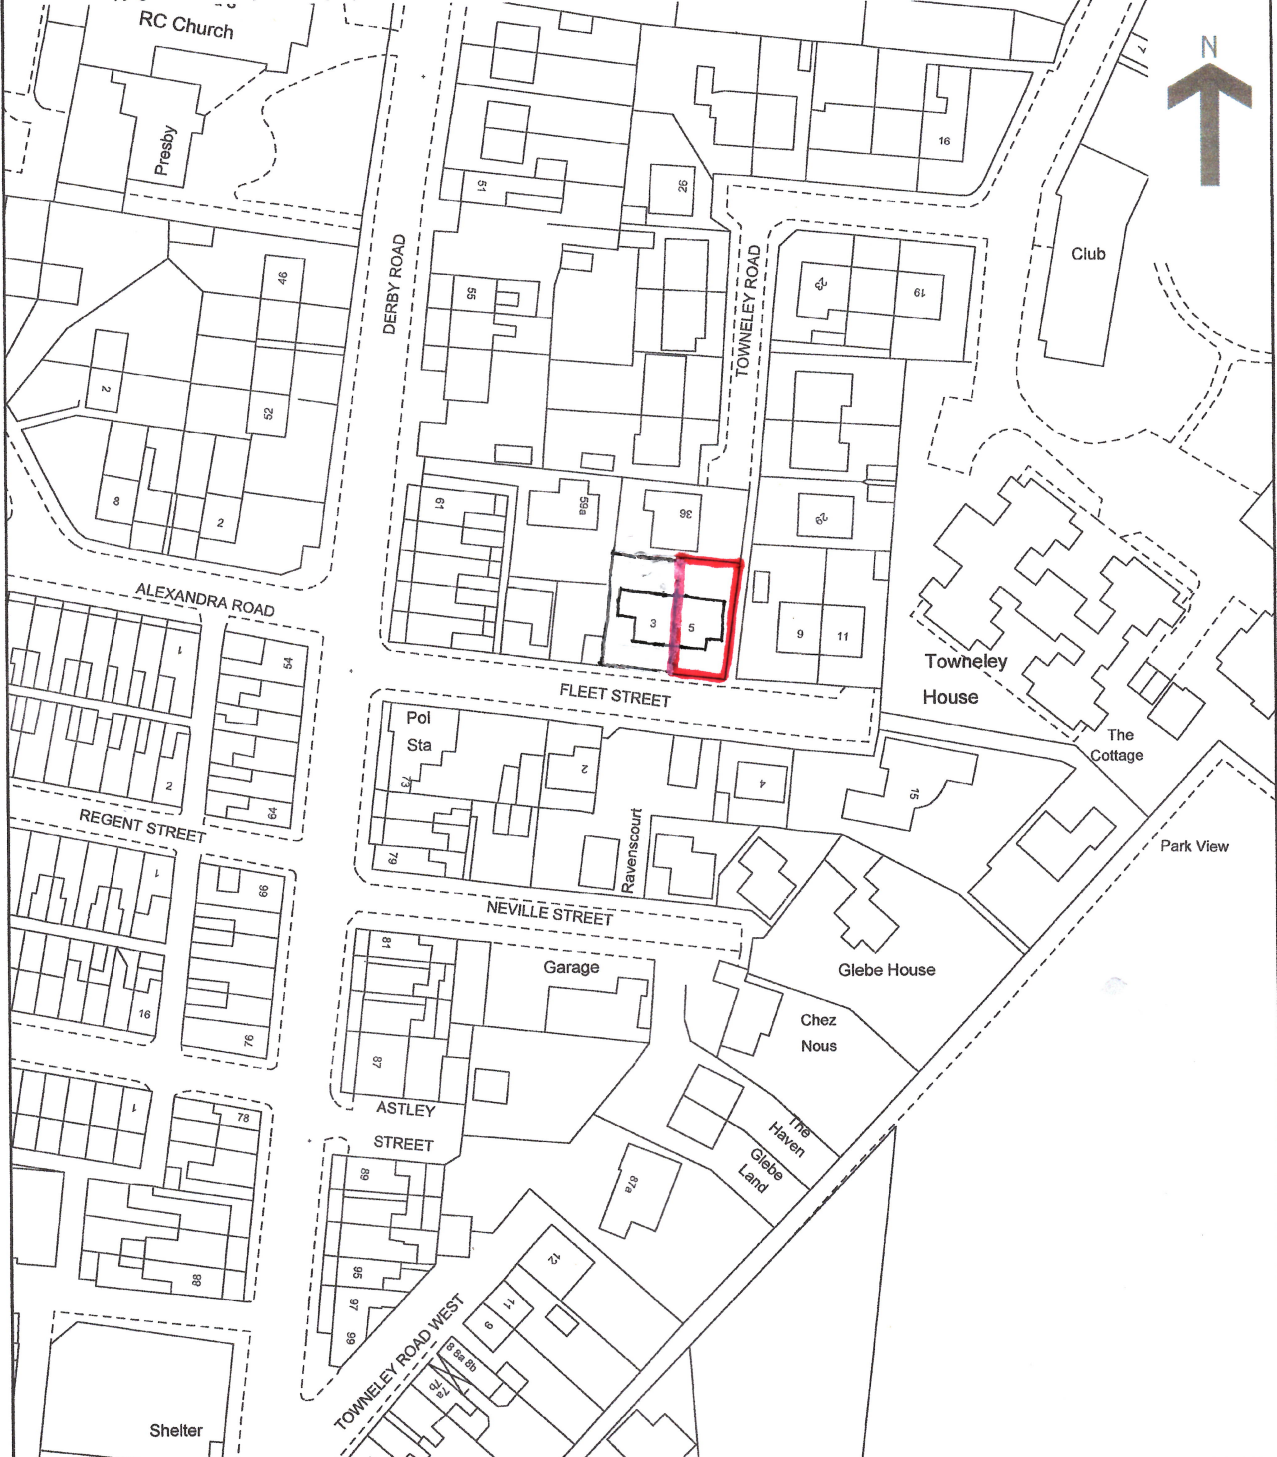 RC Church
N
Presby
51
26
16
DERBY ROAD
TOWNELEY ROAD
Club
46
55
23
19
2
52
8
2
61
59a
36
29
ALEXANDRA ROAD
3
5
9
11
1
54
Towneley
House
FLEET STREET
Pol
Sta
The
Cottage
2
73
2
4
15
64
REGENT STREET
Ravenscourt
Park View
79
1
66
NEVILLE STREET
81
Garage
Glebe House
16
76
Chez
Nous
87
1
78
ASTLEY
STREET
The
Haven
Glebe
Land
89
87a
88
95
97
99
12
11
9
8 8a 8b
7b
7a
TOWNELEY ROAD WEST
Shelter